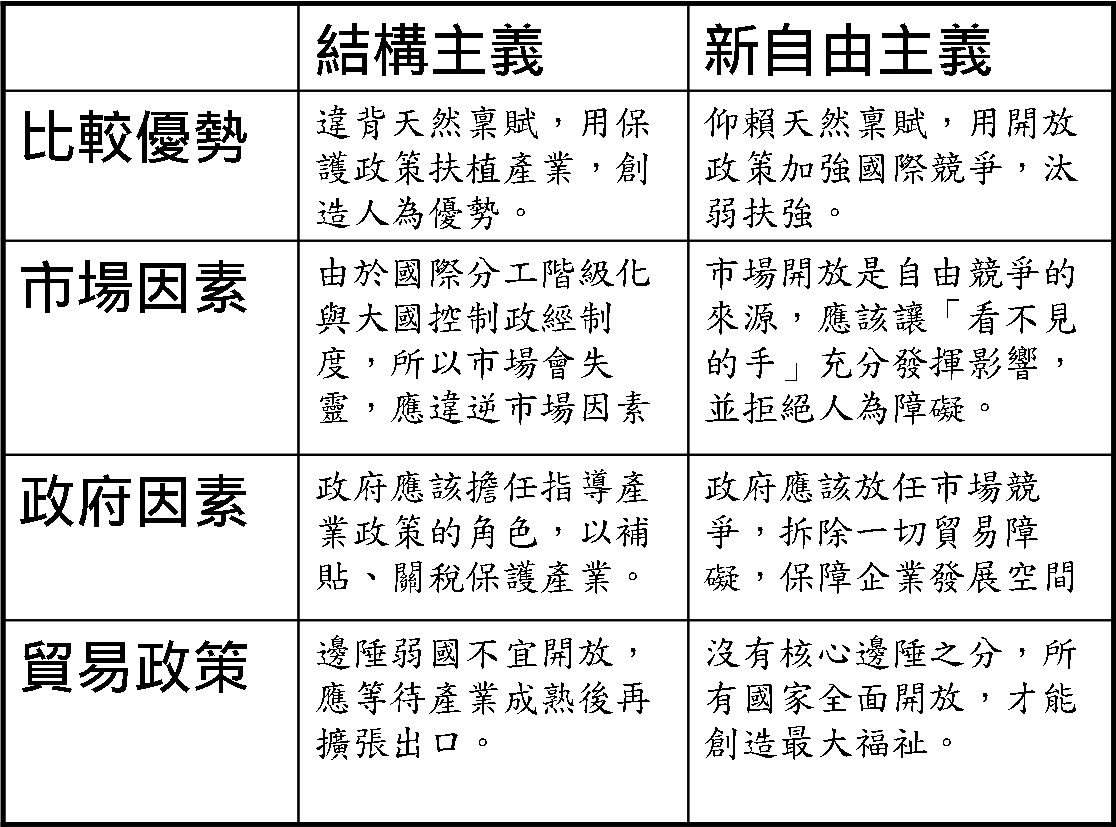 結構主義
新自由主義
比較優勢
違背天然稟賦，用保
護政策扶植產業，創
造人為優勢。
仰賴天然稟賦，用開放
政策加強國際競爭，汰
弱扶強。
市場因素
由於國際分工階級化
與大國控制政經制
度，所以市場會失
靈，應違逆市場因素
市場開放是自由競爭的
來源，應該讓「看不見
的手」充分發揮影響，
並拒絕人為障礙。
政府因素
政府應該擔任指導產
業政策的角色，以補
貼、關稅保護產業。
政府應該放任市場競
爭，拆除一切貿易障
礙，保障企業發展空間
貿易政策
邊陲弱國不宜開放，
應等待產業成熟後再
擴張出口。
沒有核心邊陲之分，所
有國家全面開放，才能
創造最大福祉。